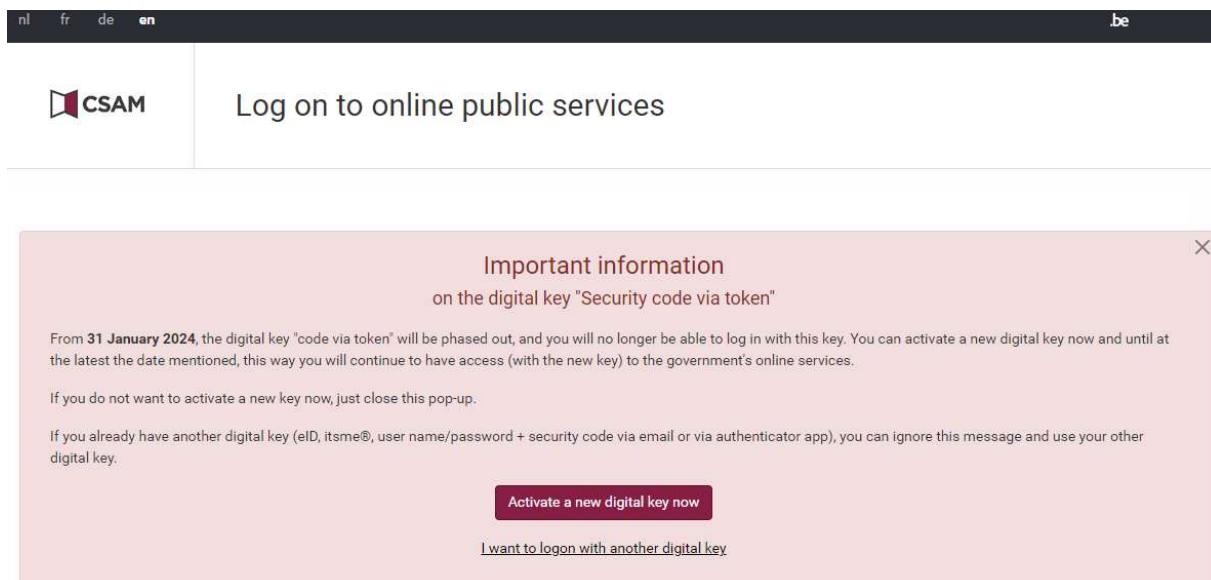 nl fr de en .be
CSAM
Log on to online public services
Important information
on the digital key "Security code via token"
From 31 January 2024, the digital key "code via token" will be phased out, and you will no longer be able to log in with this key. You can activate a new digital key now and until at
the latest the date mentioned, this way you will continue to have access (with the new key) to the government's online services.
If you do not want to activate a new key now, just close this pop-up.
If you already have another digital key (eID, itsme®, user name/password + security code via email or via authenticator app), you can ignore this message and use your other
digital key.
Activate a new digital key now
I want to logon with another digital key